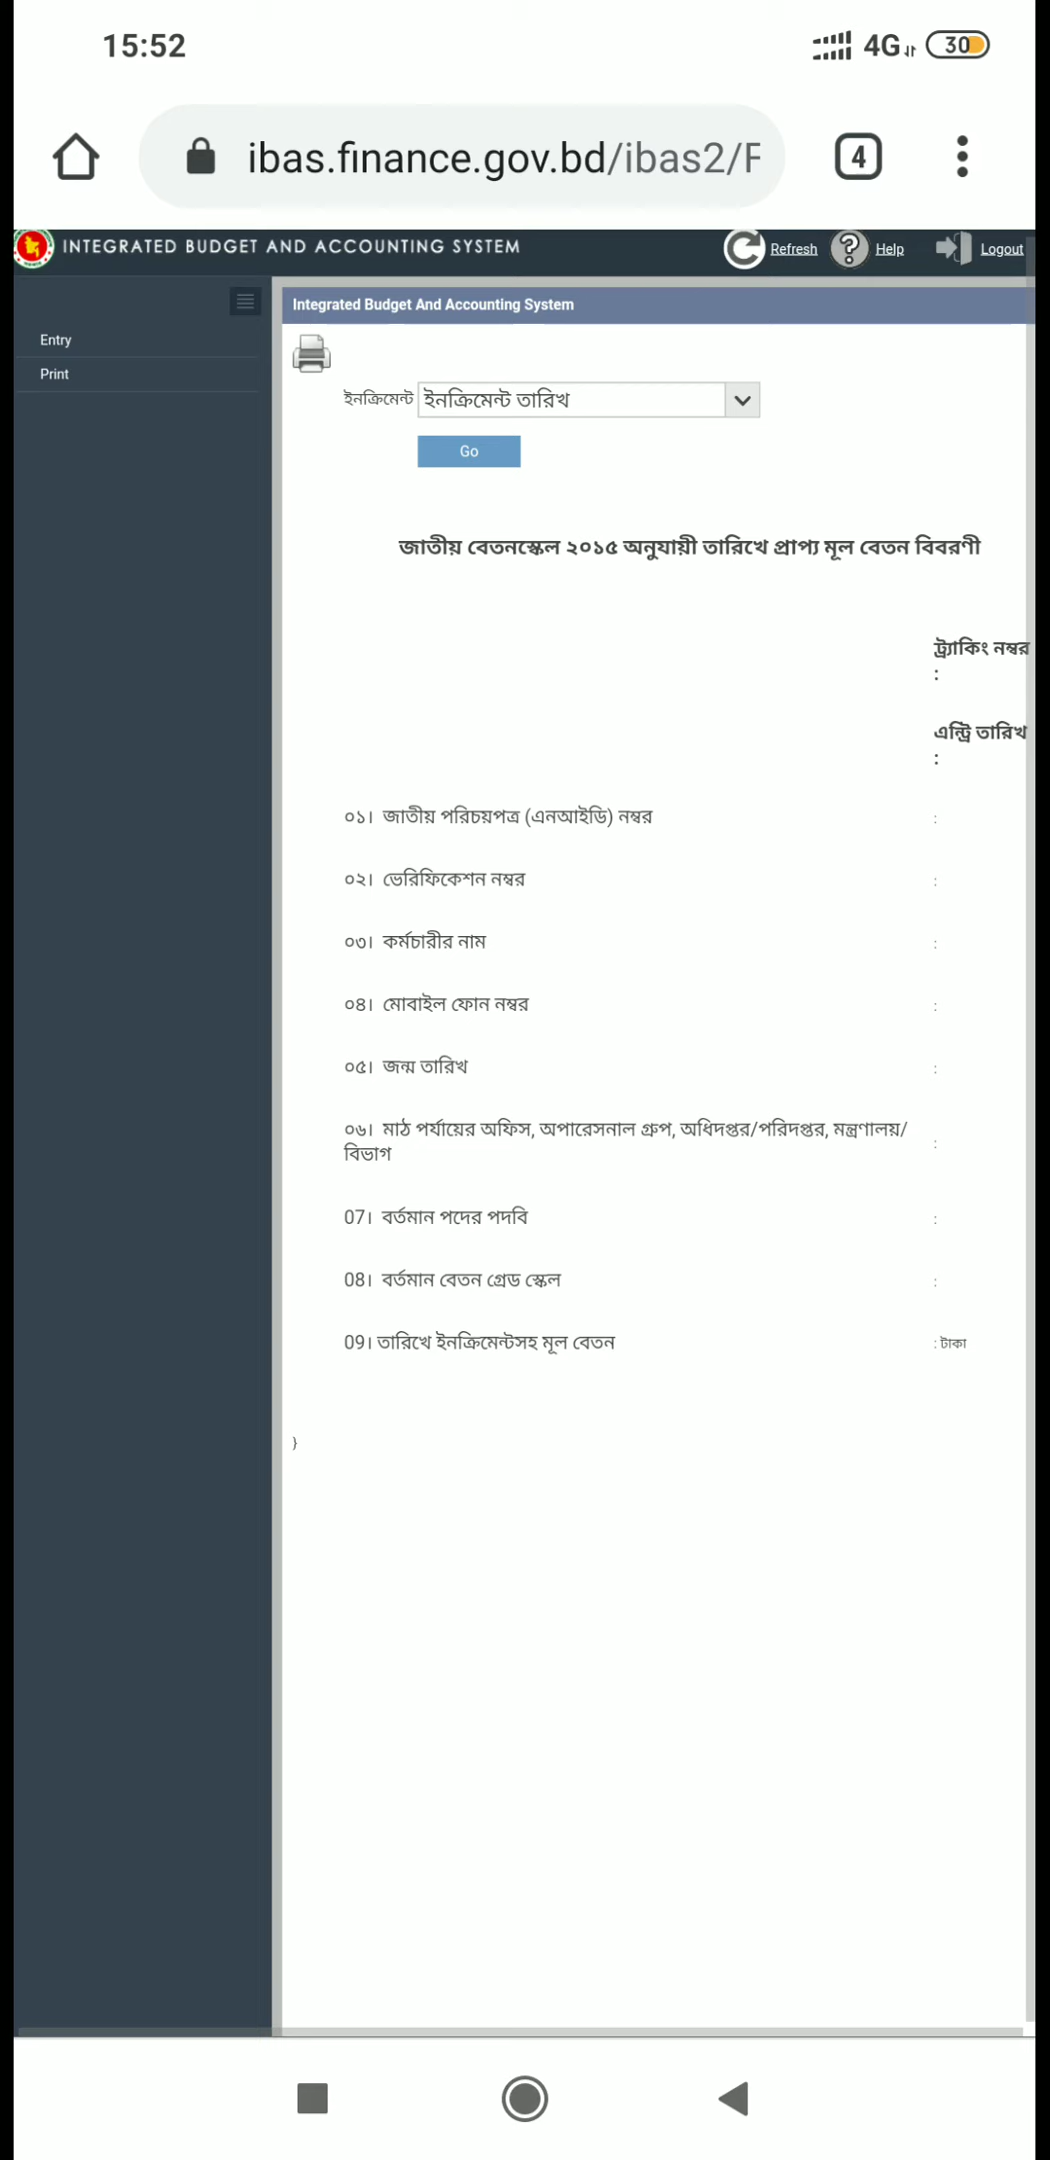 15:52
4G 30
ibas.finance.gov.bd/ibas2/F
4
INTEGRATED BUDGET AND ACCOUNTING SYSTEM
Refresh
Help
Logout
Integrated Budget And Accounting System
Entry
Print
ইনক্রিমেন্ট ইনক্রিমেন্ট তারিখ
Go
জাতীয় বেতনস্কেল ২০১৫ অনুযায়ী তারিখে প্রাপ্য মূল বেতন বিবরণী
ট্র্যাকিং নম্বর
:
এন্ট্রি তারিখ
:
০১। জাতীয় পরিচয়পত্র (এনআইডি) নম্বর :
০২। ভেরিফিকেশন নম্বর :
০৩। কর্মচারীর নাম :
০৪। মোবাইল ফোন নম্বর :
০৫। জন্ম তারিখ :
০৬। মাঠ পর্যায়ের অফিস, অপারেসনাল গ্রুপ, অধিদপ্তর/পরিদপ্তর, মন্ত্রণালয়/
বিভাগ :
07। বর্তমান পদের পদবি :
08। বর্তমান বেতন গ্রেড স্কেল :
09। তারিখে ইনক্রিমেন্টসহ মূল বেতন : টাকা
}